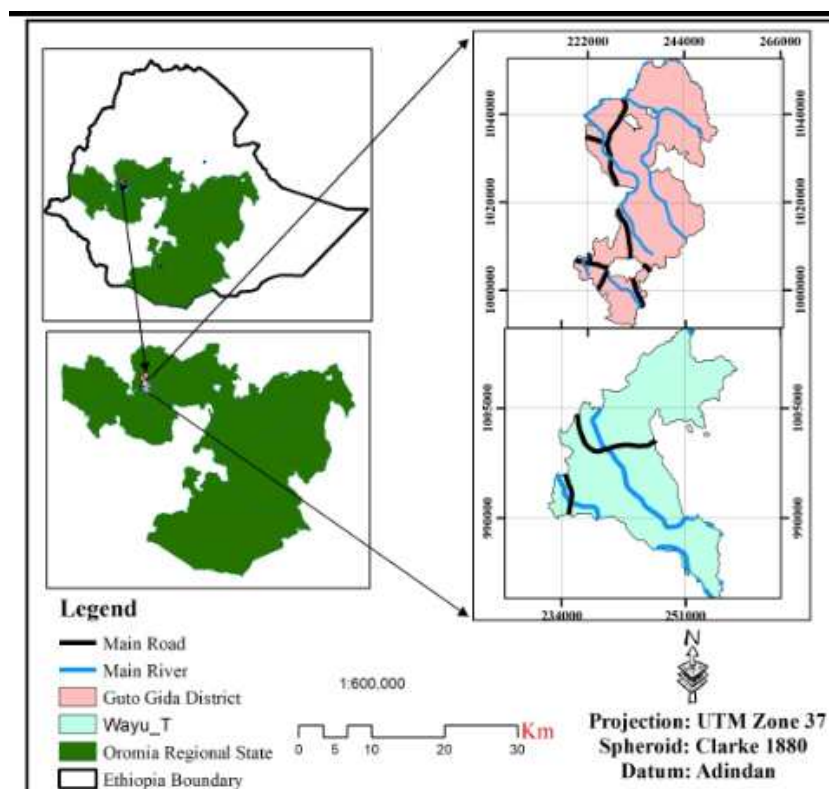 222000 244000 266000
1040000 1040000
1020000 1020000
1000000 1000000
1005000 1005000
990000 990000
234000 251000
Legend
Main Road
Main River
Guto Gida District
Wayu_T
Oromia Regional State
Ethiopia Boundary
1:600,000
Km
0 5 10 20 30
N
Projection: UTM Zone 37
Spheroid: Clarke 1880
Datum: Adindan